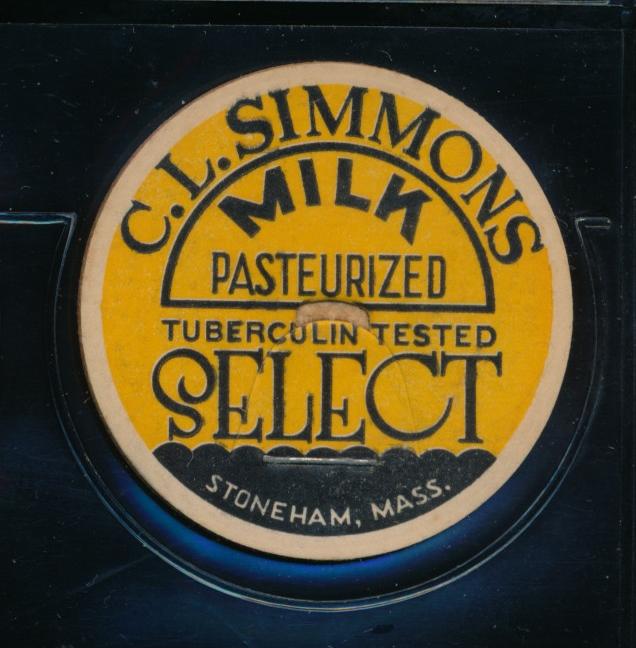 C.L. SIMMONS
MILK
PASTEURIZED
TUBERCULIN TESTED
SELECT
STONEHAM, MASS.